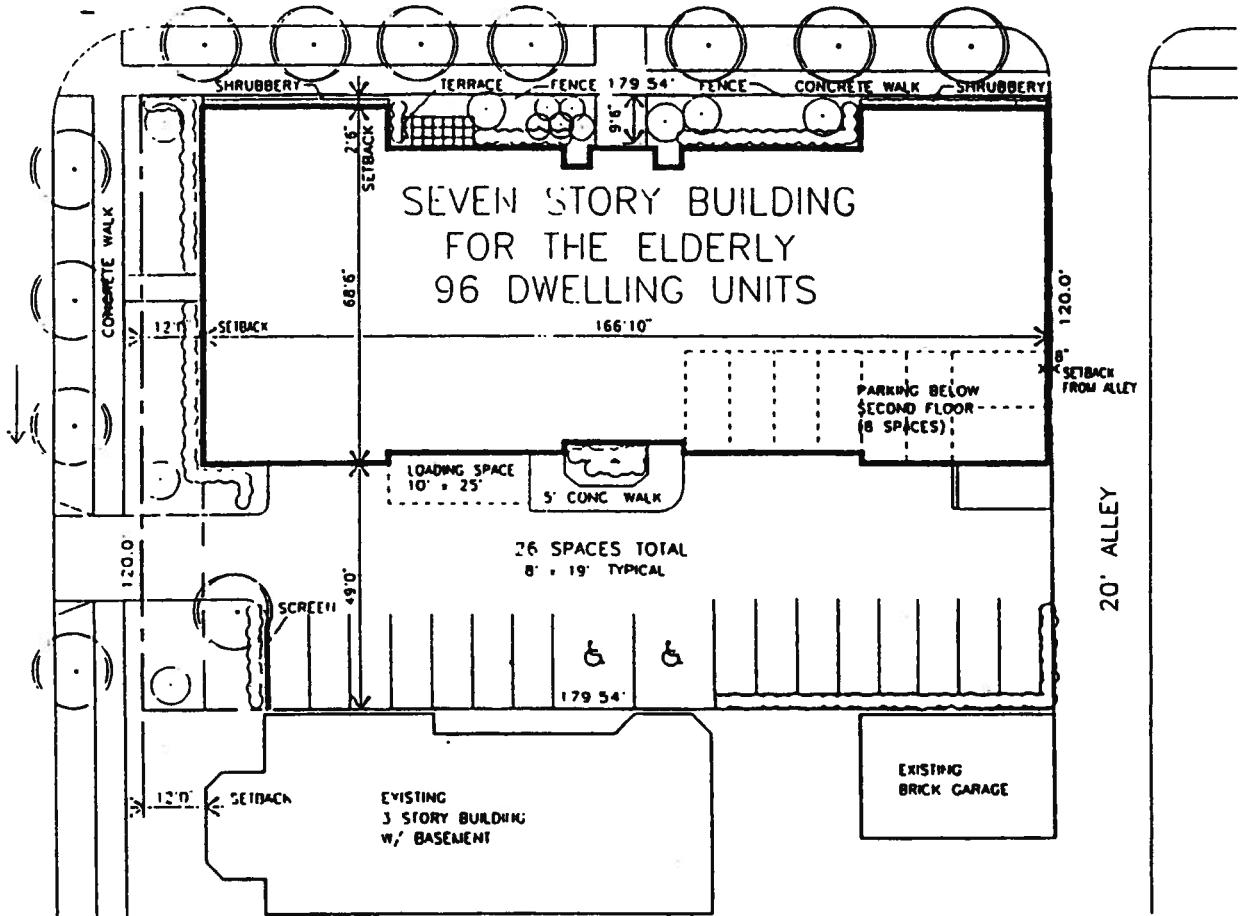 SHRUBBERY
TERRACE
FENCE
179 54'
FENCE
CONCRETE WALK
SHRUBBERY
2'6"
SETBACK
9'6"
SEVEN STORY BUILDING
FOR THE ELDERLY
96 DWELLING UNITS
CONCRETE WALK
68'6"
120.0'
12'0"
SETBACK
166'10"
8"
SETBACK
FROM ALLEY
PARKING BELOW
SECOND FLOOR
(8 SPACES)
LOADING SPACE
10' x 25'
5' CONC WALK
20' ALLEY
26 SPACES TOTAL
8' x 19' TYPICAL
120.0'
49'0"
SCREEN
179 54'
12'0"
SETBACK
EXISTING
3 STORY BUILDING
W/ BASEMENT
EXISTING
BRICK GARAGE